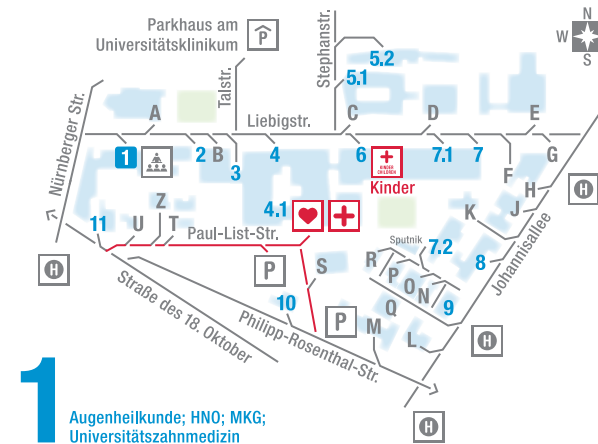 Parkhaus am
Universitätsklinikum
P
N
W
S
Stephanstr.
5.2
5.1
Talstr.
Nürnberger Str.
A
Liebigstr.
C
D
E
1
2
B
3
4
6
KINDER
CHILDREN
Kinder
7.1
7
F
G
H
H
J
K
Z
4.1
11
U
T
Paul-List-Str.
Sputnik
7.2
Johannisallee
H
P
S
R
P
O
N
8
9
10
Q
P
M
L
H
Straße des 18. Oktober
Philipp-Rosenthal-Str.
H
1
Augenheilkunde; HNO; MKG;
Universitätszahnmedizin